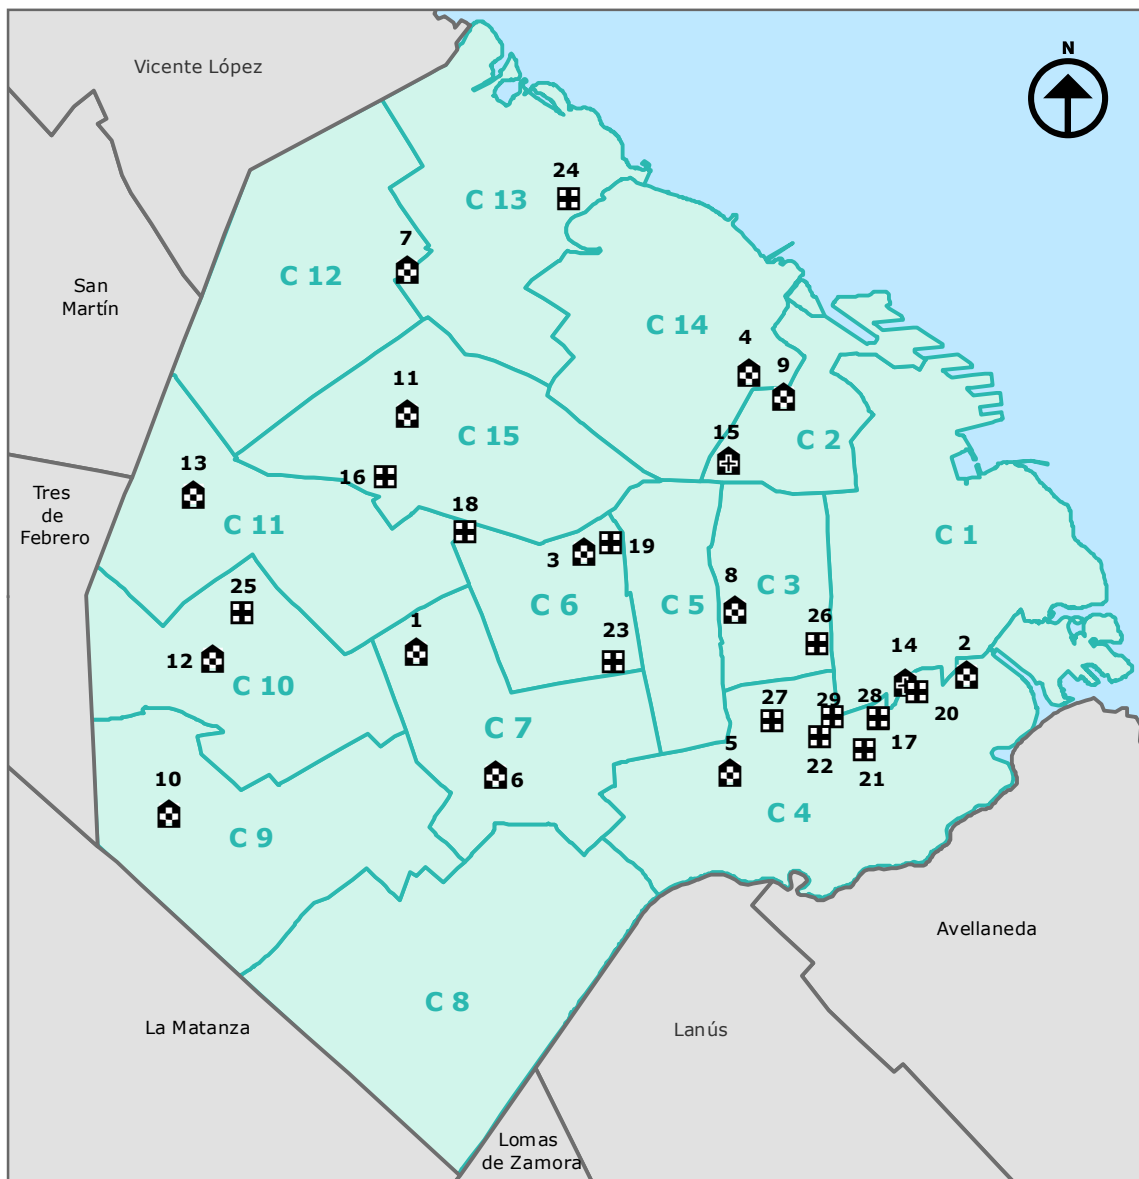 Vicente López
N
24
C 13
7
C 12
San
Martín
C 14
4
9
11
C 15
15
C 2
13
16
Tres
de
Febrero
C 11
18
19
3
C 1
8
C 3
25
C 6
C 5
1
26
23
12
14
2
C 10
27
29
28
20
C 7
17
22
21
5
10
6
C 4
C 9
Avellaneda
C 8
La Matanza
Lanús
Lomas
de Zamora